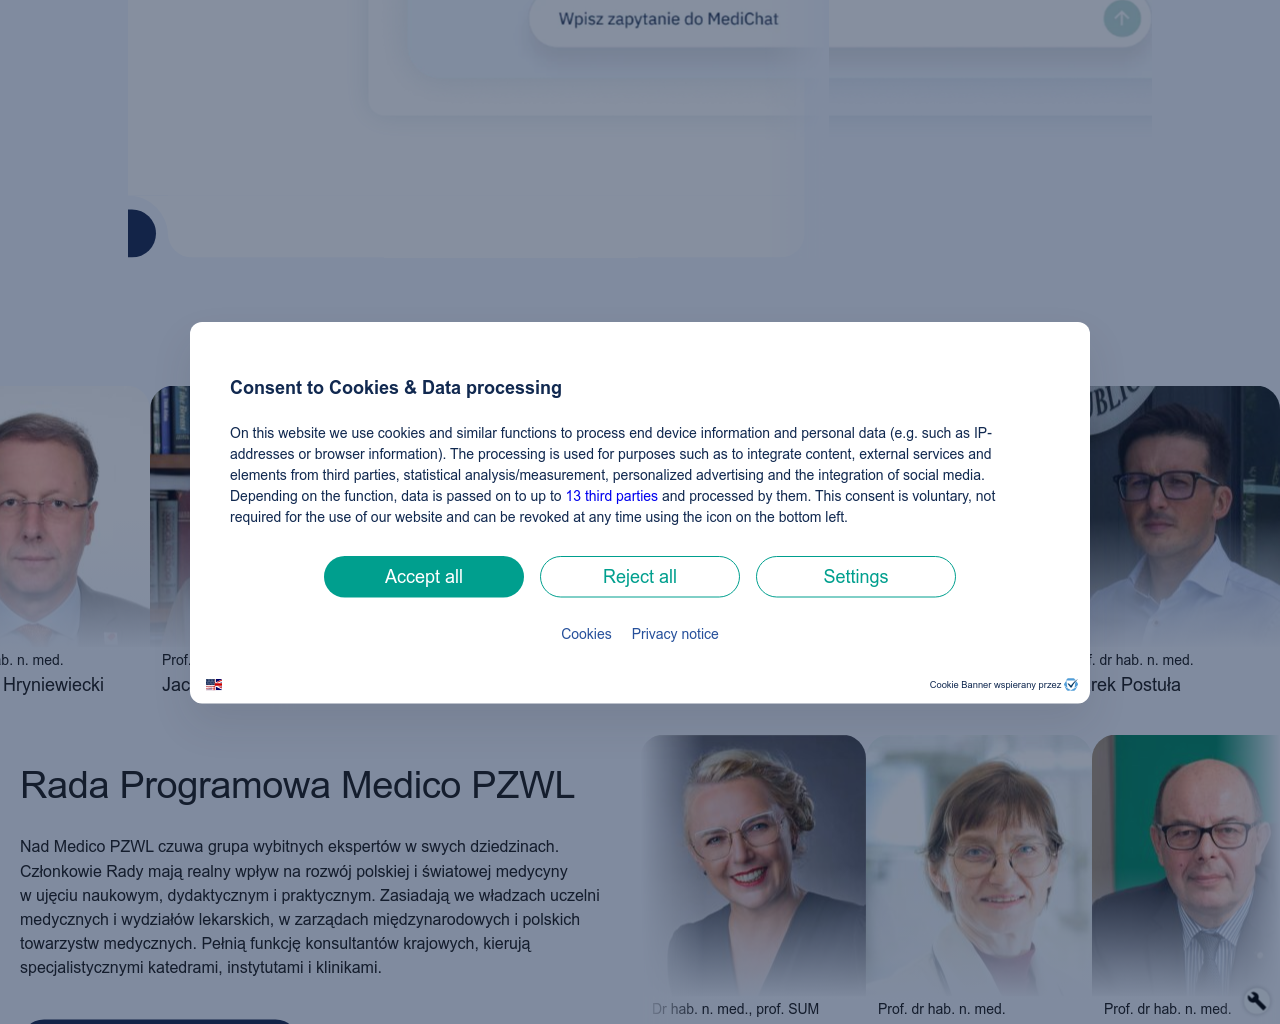 Wpisz zapytanie do MediChat
Consent to Cookies & Data processing
On this website we use cookies and similar functions to process end device information and personal data (e.g. such as IP-
addresses or browser information). The processing is used for purposes such as to integrate content, external services and
elements from third parties, statistical analysis/measurement, personalized advertising and the integration of social media.
Depending on the function, data is passed on to up to 13 third parties and processed by them. This consent is voluntary, not
required for the use of our website and can be revoked at any time using the icon on the bottom left.
Accept all
Reject all
Settings
Cookies
Privacy notice
Cookie Banner wspierany przez
UBLIC
ab. n. med.
Hryniewiecki
Prof.
Jac
f. dr hab. n. med.
rek Postuła
Rada Programowa Medico PZWL
Nad Medico PZWL czuwa grupa wybitnych ekspertów w swych dziedzinach.
Członkowie Rady mają realny wpływ na rozwój polskiej i światowej medycyny
w ujęciu naukowym, dydaktycznym i praktycznym. Zasiadają we władzach uczelni
medycznych i wydziałów lekarskich, w zarządach międzynarodowych i polskich
towarzystw medycznych. Pełnią funkcję konsultantów krajowych, kierują
specjalistycznymi katedrami, instytutami i klinikami.
Dr hab. n. med., prof. SUM
Prof. dr hab. n. med.
Prof. dr hab. n. med.